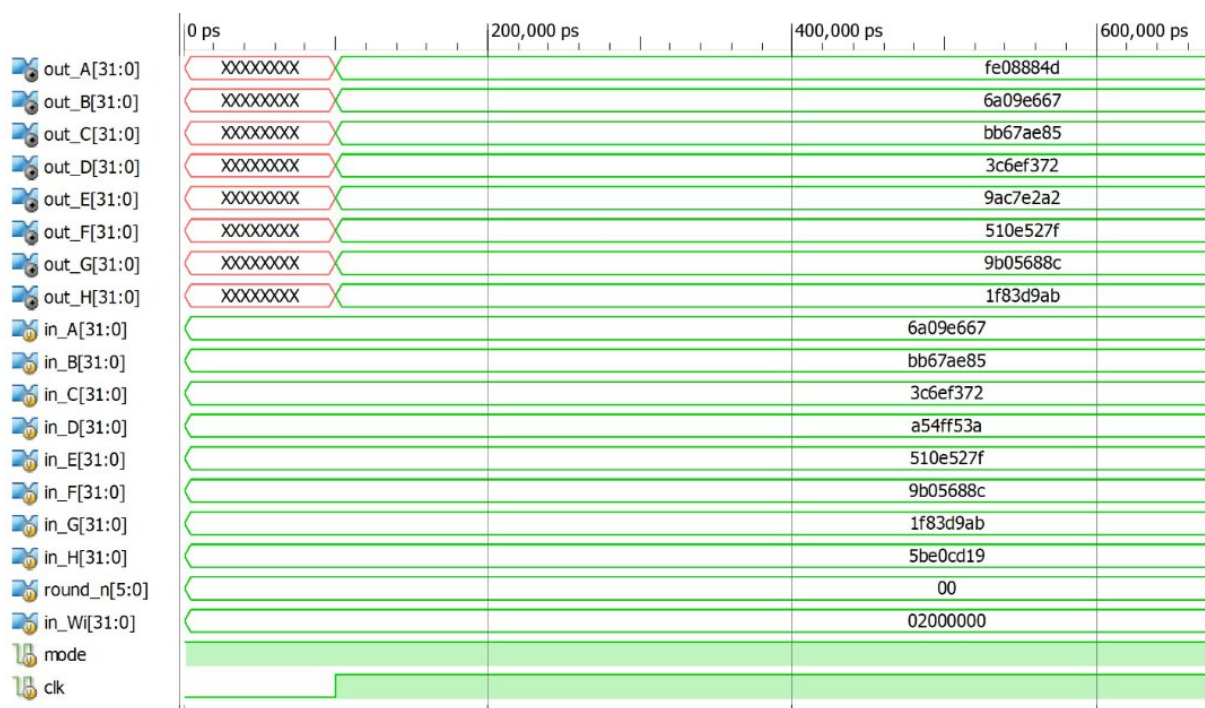 0 ps 200,000 ps 400,000 ps 600,000 ps
out_A[31:0] XXXXXXXX fe08884d
out_B[31:0] XXXXXXXX 6a09e667
out_C[31:0] XXXXXXXX bb67ae85
out_D[31:0] XXXXXXXX 3c6ef372
out_E[31:0] XXXXXXXX 9ac7e2a2
out_F[31:0] XXXXXXXX 510e527f
out_G[31:0] XXXXXXXX 9b05688c
out_H[31:0] XXXXXXXX 1f83d9ab
in_A[31:0] 6a09e667
in_B[31:0] bb67ae85
in_C[31:0] 3c6ef372
in_D[31:0] a54ff53a
in_E[31:0] 510e527f
in_F[31:0] 9b05688c
in_G[31:0] 1f83d9ab
in_H[31:0] 5be0cd19
round_n[5:0] 00
in_Wi[31:0] 02000000
mode
clk